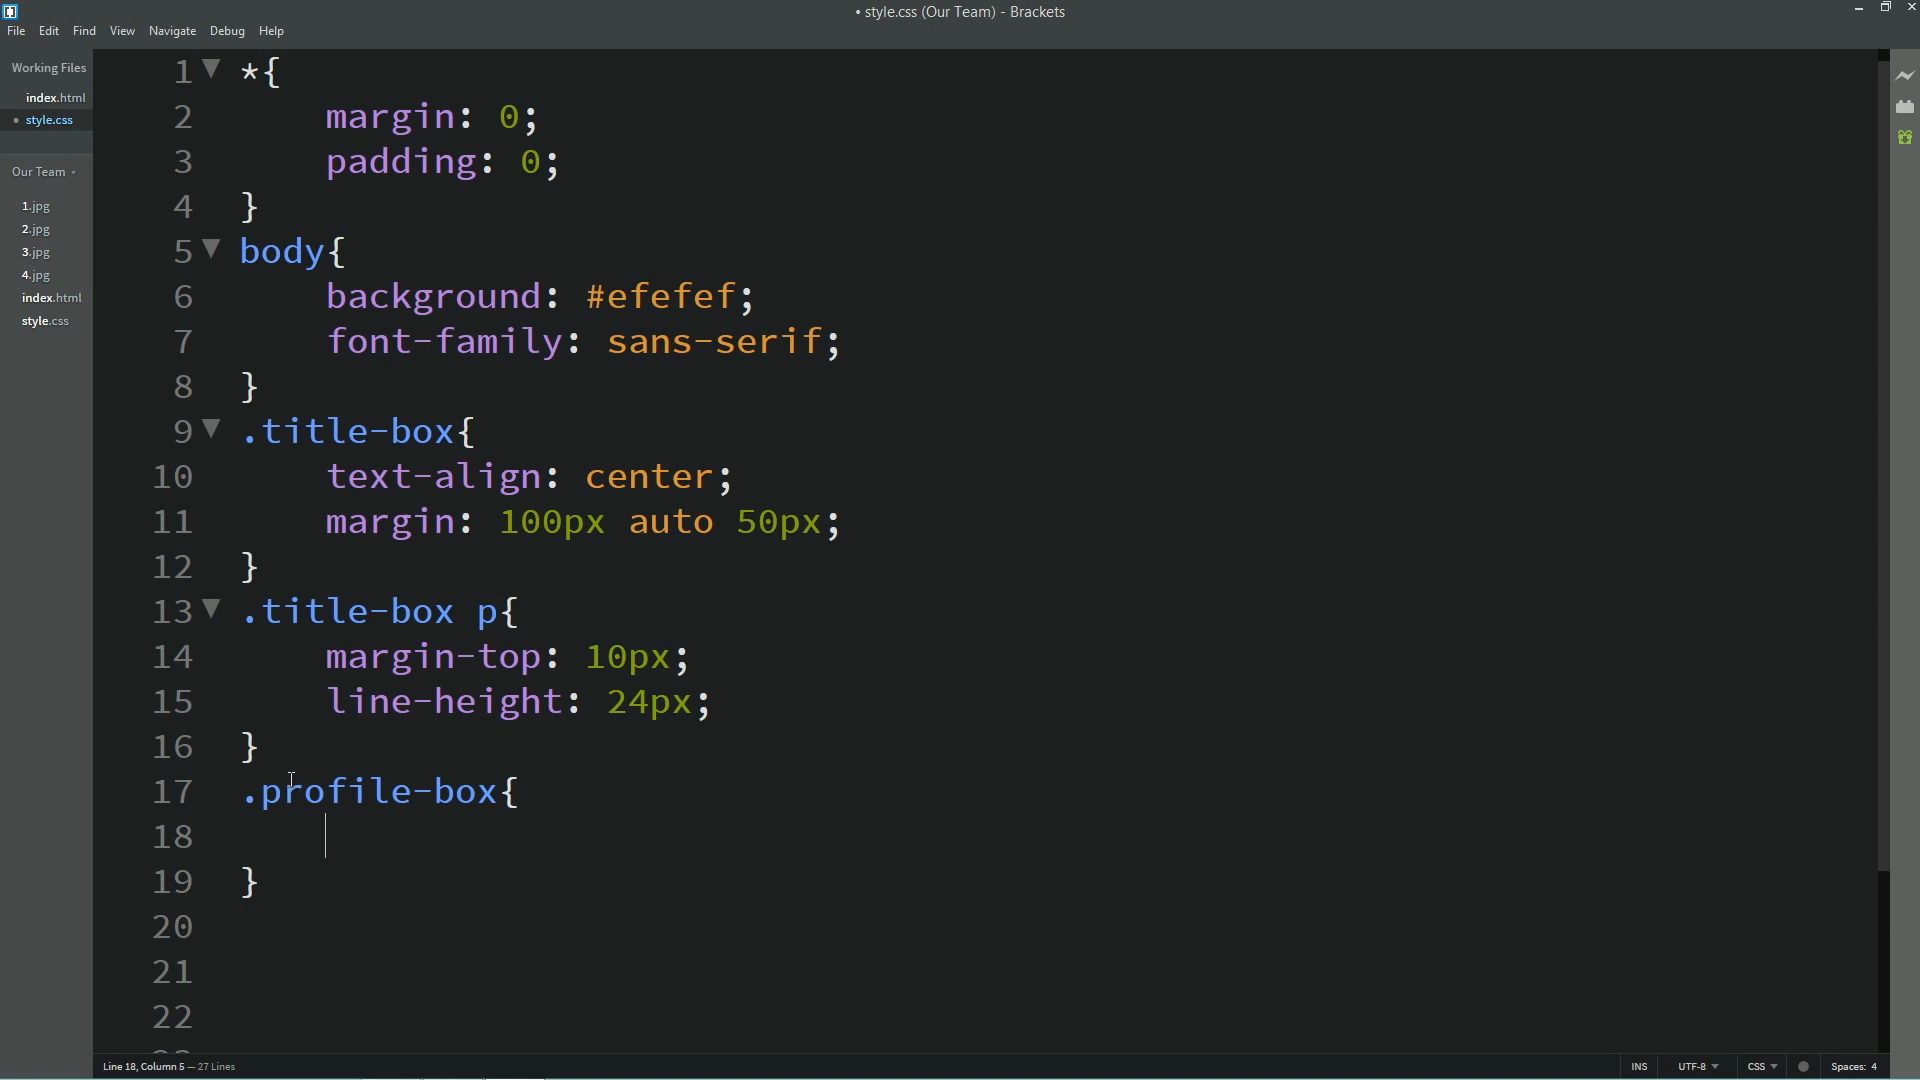 • style.css (Our Team) - Brackets
File Edit Find View Navigate Debug Help
Working Files
index.html
• style.css
Our Team
1.jpg
2.jpg
3.jpg
4.jpg
index.html
style.css
1 *{
2 margin: 0;
3 padding: 0;
4 }
5 body{
6 background: #efefef;
7 font-family: sans-serif;
8 }
9 .title-box{
10 text-align: center;
11 margin: 100px auto 50px;
12 }
13 .title-box p{
14 margin-top: 10px;
15 line-height: 24px;
16 }
17 .profile-box{
18
19 }
20
21
22
Line 18, Column 5 — 27 Lines
INS UTF-8 CSS Spaces: 4